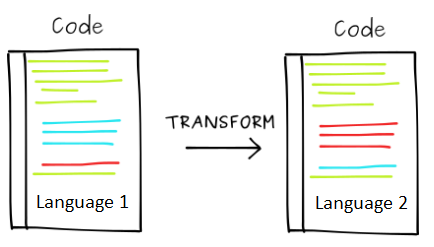 Code
Code
TRANSFORM
Language 1
Language 2